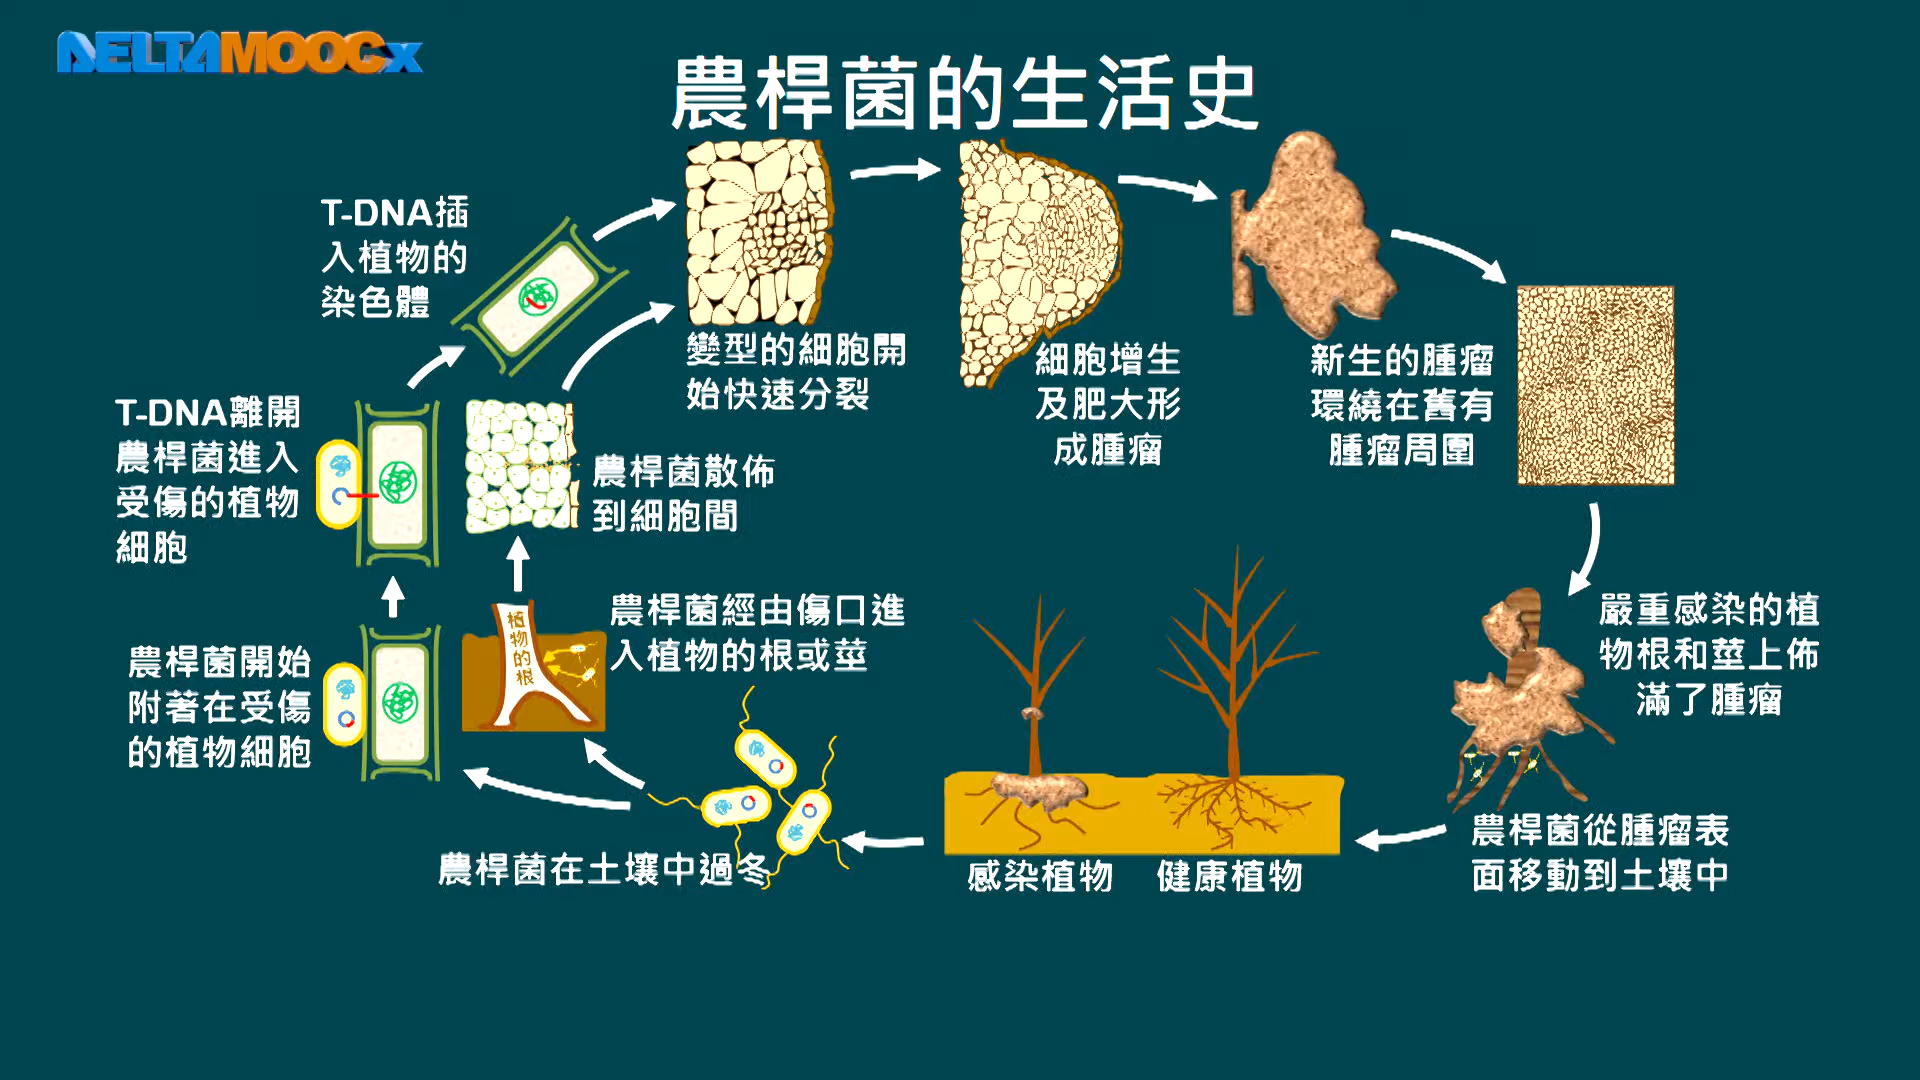 DELTAMOOCx
農桿菌的生活史
T-DNA插
入植物的
染色體
變型的細胞開
始快速分裂
細胞增生
及肥大形
成腫瘤
新生的腫瘤
環繞在舊有
腫瘤周圍
T-DNA離開
農桿菌進入
受傷的植物
細胞
農桿菌散佈
到細胞間
農桿菌經由傷口進
入植物的根或莖
植物的根
嚴重感染的植
物根和莖上佈
滿了腫瘤
農桿菌開始
附著在受傷
的植物細胞
農桿菌在土壤中過冬
感染植物
健康植物
農桿菌從腫瘤表
面移動到土壤中